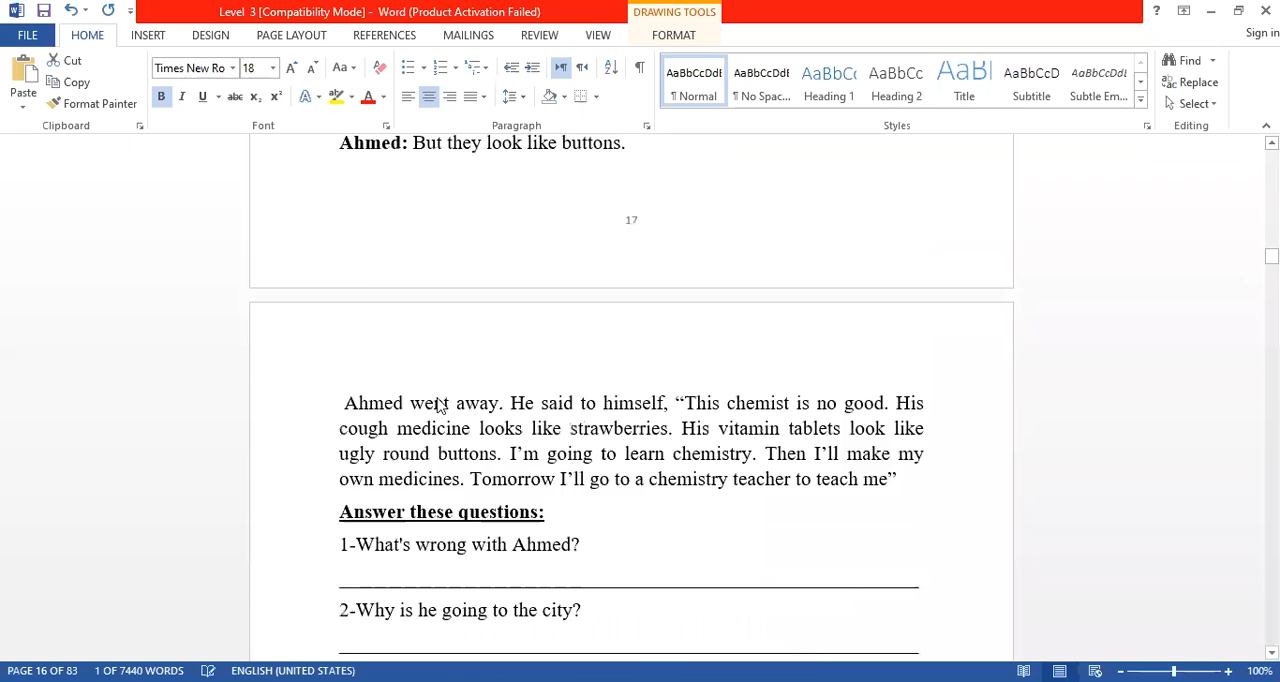 Level 3 [Compatibility Mode] - Word (Product Activation Failed)
DRAWING TOOLS
?
FILE HOME INSERT DESIGN PAGE LAYOUT REFERENCES MAILINGS REVIEW VIEW FORMAT Sign in
Paste
Cut
Copy
Format Painter
Clipboard
Times New Ro 18
Font
Paragraph
AaBbCcDdE ¶ Normal
AaBbCcDdE ¶ No Spac...
AaBbCc Heading 1
AaBbCc Heading 2
AaBl Title
AaBbCcD Subtitle
AaBbCcDdE Subtle Em...
Styles
Find
Replace
Select
Editing
Ahmed: But they look like buttons.
17
Ahmed went away. He said to himself, “This chemist is no good. His
cough medicine looks like strawberries. His vitamin tablets look like
ugly round buttons. I’m going to learn chemistry. Then I’ll make my
own medicines. Tomorrow I’ll go to a chemistry teacher to teach me”
Answer these questions:
1-What's wrong with Ahmed?
2-Why is he going to the city?
PAGE 16 OF 83 1 OF 7440 WORDS ENGLISH (UNITED STATES) 100%